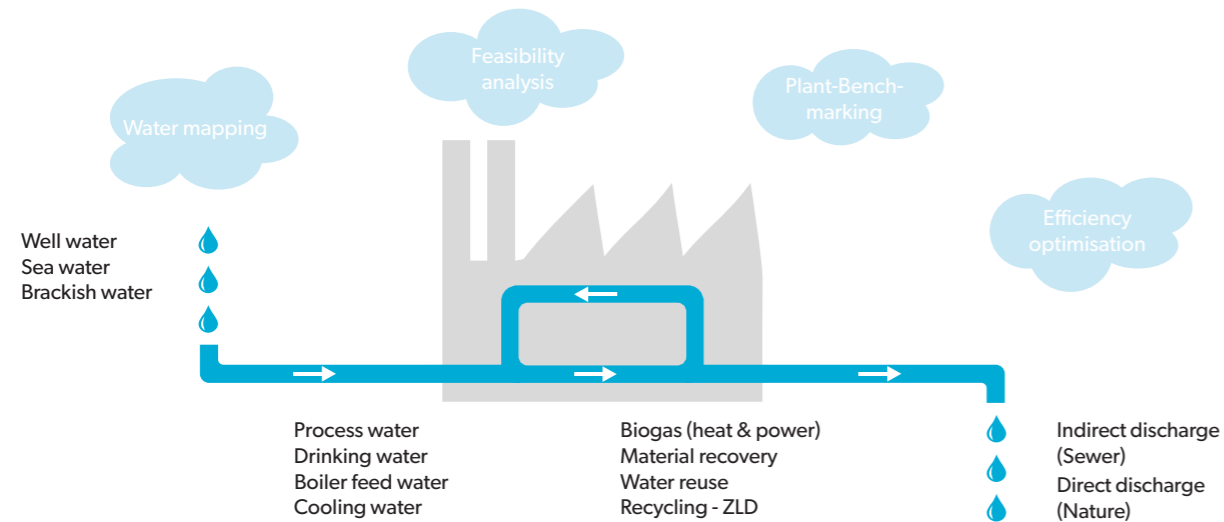 Feasibility
analysis
Plant-Bench-
marking
Water mapping
Efficiency
optimisation
Well water
Sea water
Brackish water
Process water
Drinking water
Boiler feed water
Cooling water
Biogas (heat & power)
Material recovery
Water reuse
Recycling - ZLD
Indirect discharge
(Sewer)
Direct discharge
(Nature)